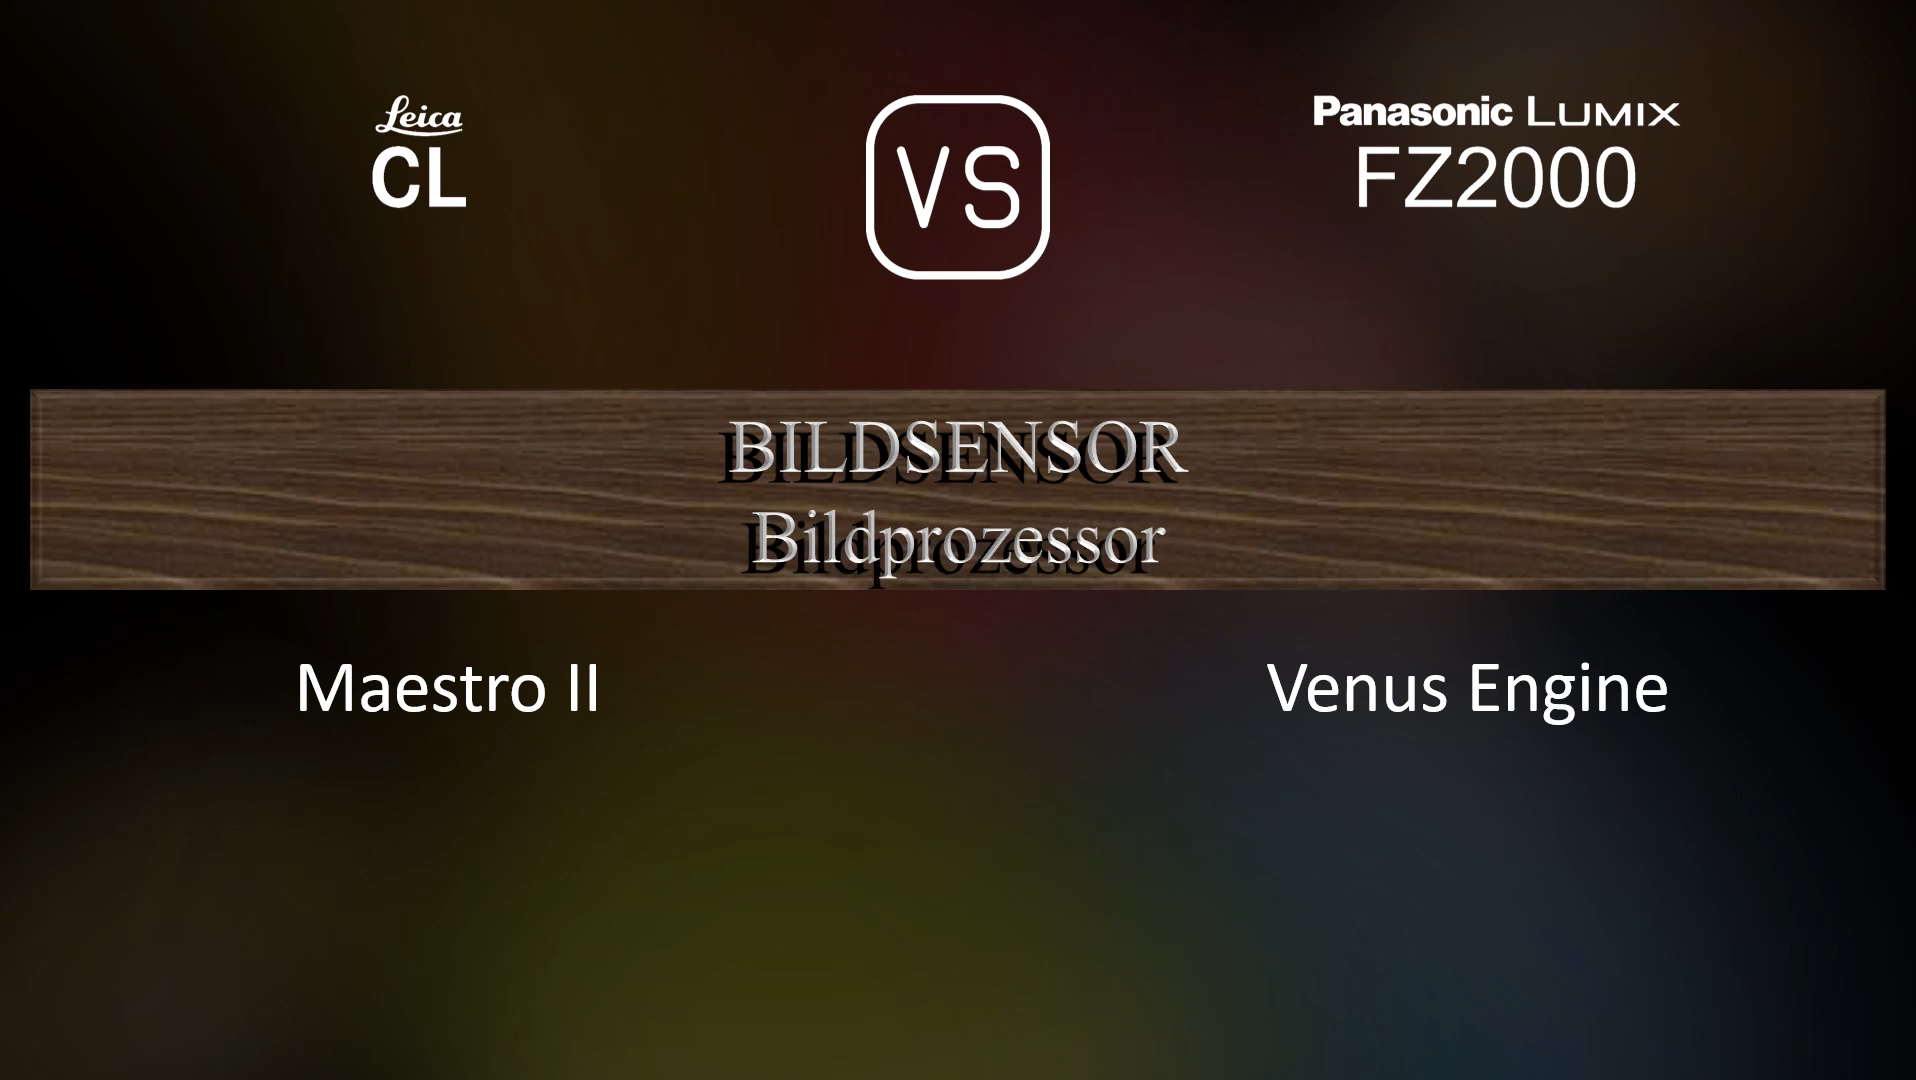 Leica
CL
VS
Panasonic LUMIX
FZ2000
BILDSENSOR
Bildprozessor
Maestro II
Venus Engine